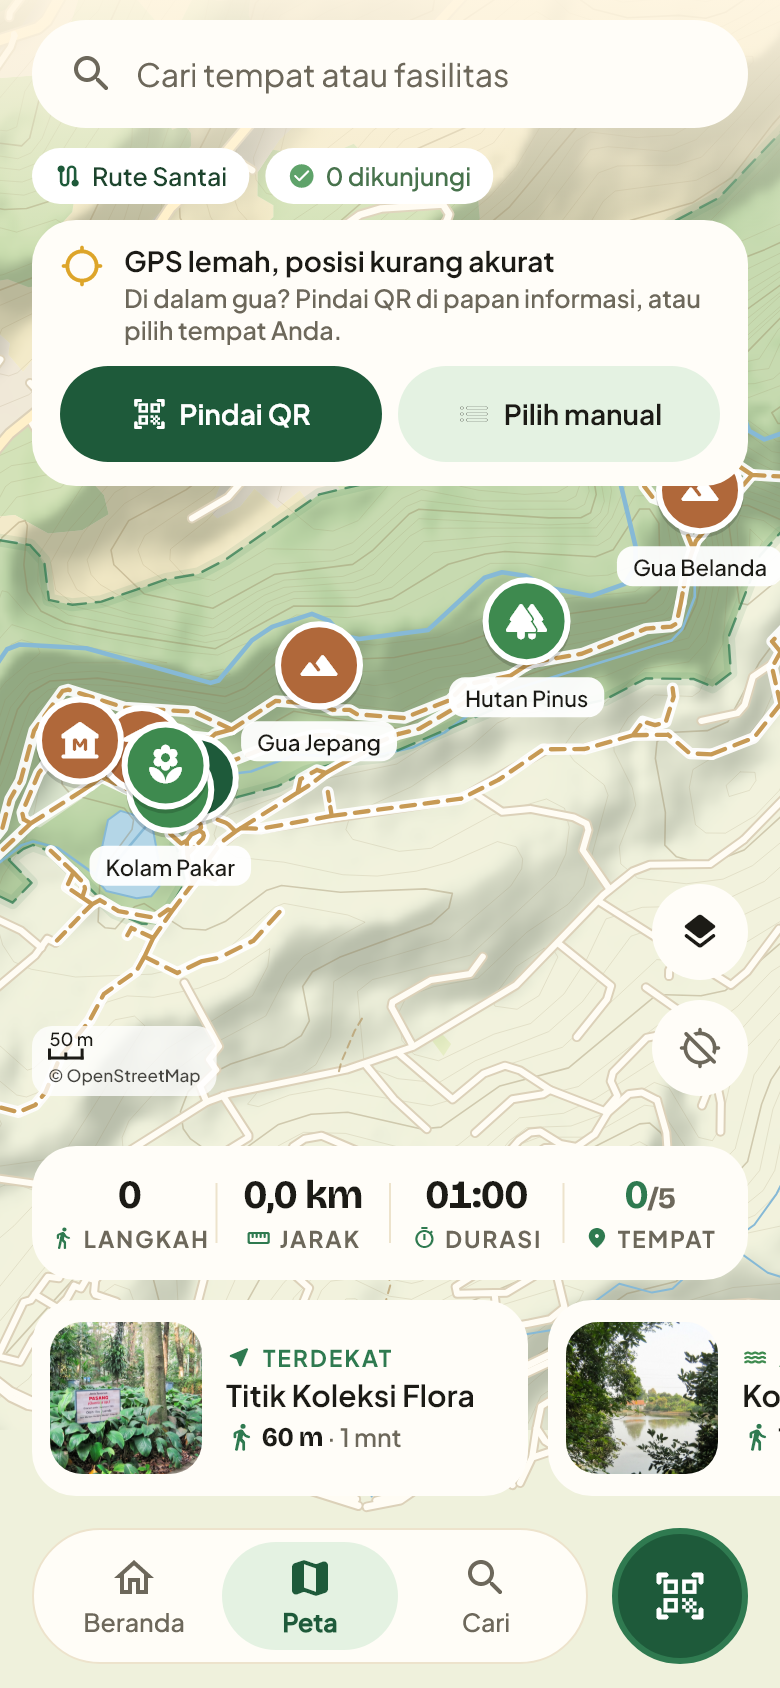 Cari tempat atau fasilitas
Rute Santai
0 dikunjungi
GPS lemah, posisi kurang akurat
Di dalam gua? Pindai QR di papan informasi, atau
pilih tempat Anda.
Pindai QR
Pilih manual
Gua Belanda
Hutan Pinus
Gua Jepang
M
Kolam Pakar
50 m
© OpenStreetMap
0
LANGKAH
0,0 km
JARAK
01:00
DURASI
0/5
TEMPAT
TERDEKAT
Titik Koleksi Flora
60 m · 1 mnt
Ko
Beranda
Peta
Cari